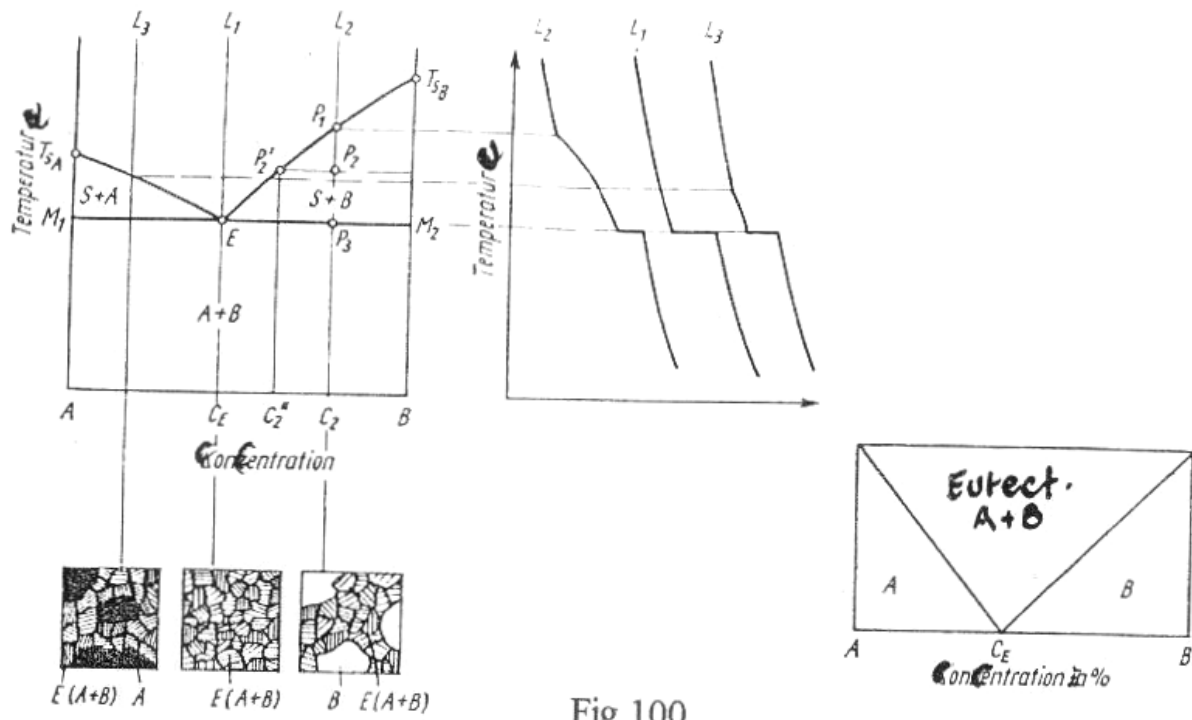 L3 L1 L2
L2 L1 L3
TSB
P1
Temperature
TSA
P2' P2
S+A S+B
M1 E P3 M2
A+B
A CE C2" C2 B
Concentration
Temperature
E(A+B) A E(A+B) B E(A+B)
Eutect.
A+B
A B
A CE B
Concentration in %
Fig 100